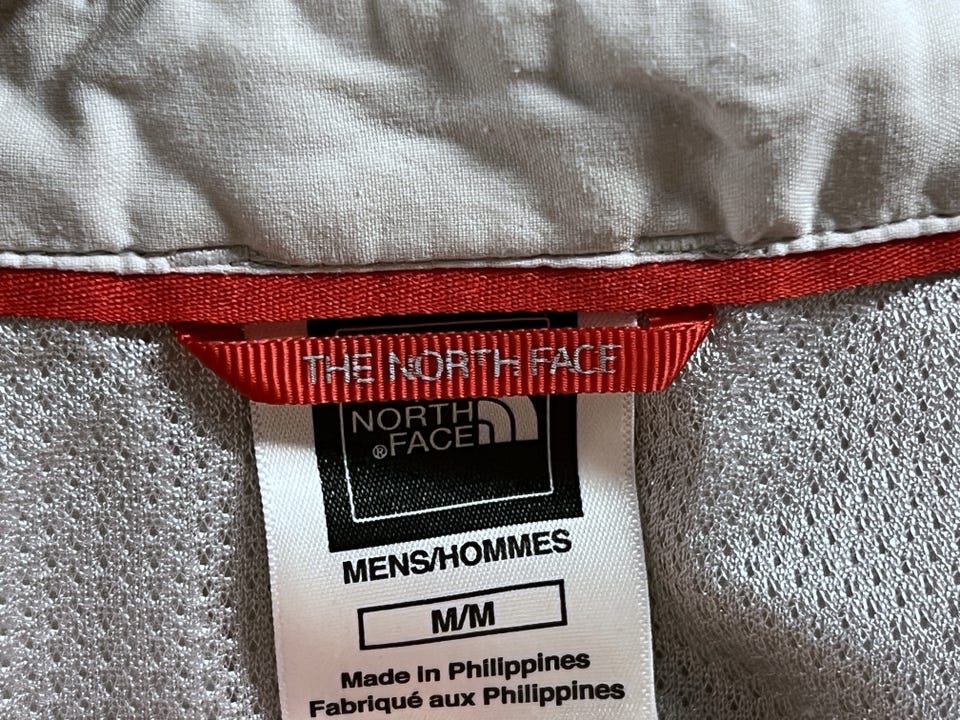 THE NORTH FACE
NORTH
®FACE
MENS/HOMMES
M/M
Made In Philippines
Fabriqué aux Philippines